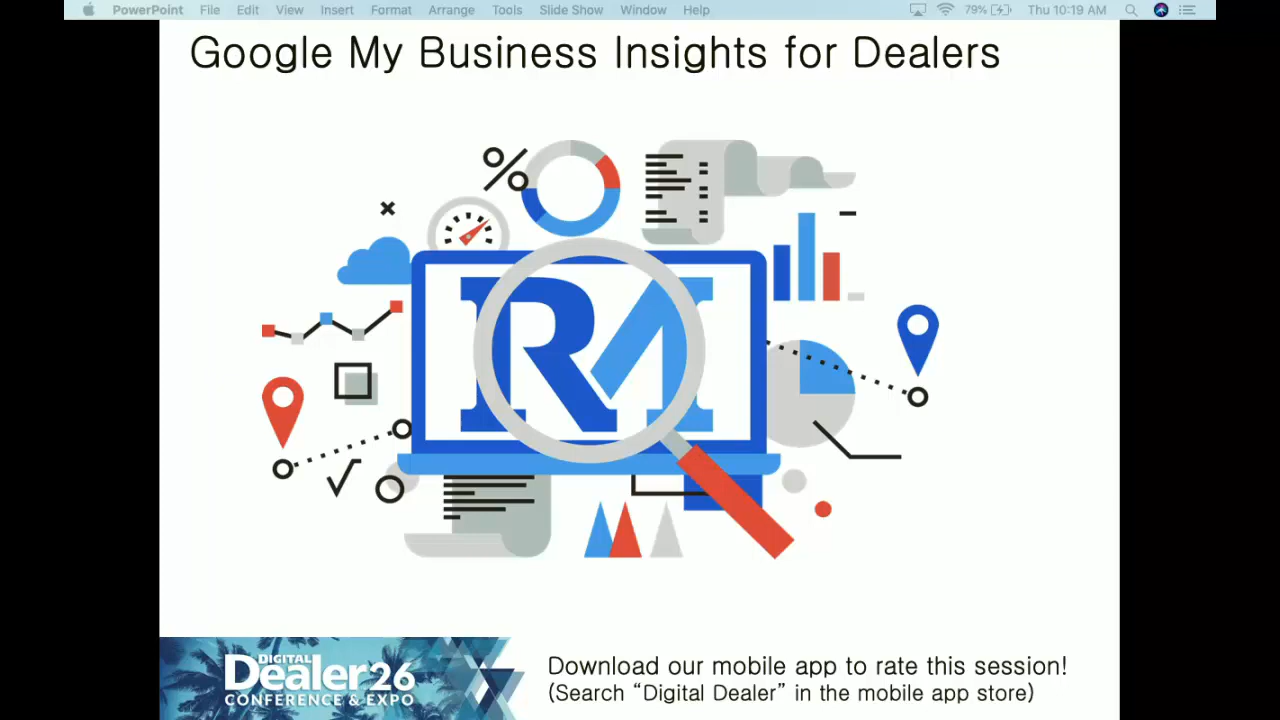 PowerPoint File Edit View Insert Format Arrange Tools Slide Show Window Help 79% Thu 10:19 AM
Google My Business Insights for Dealers
%
RM
DIGITAL
Dealer26
CONFERENCE & EXPO
Download our mobile app to rate this session!
(Search “Digital Dealer” in the mobile app store)